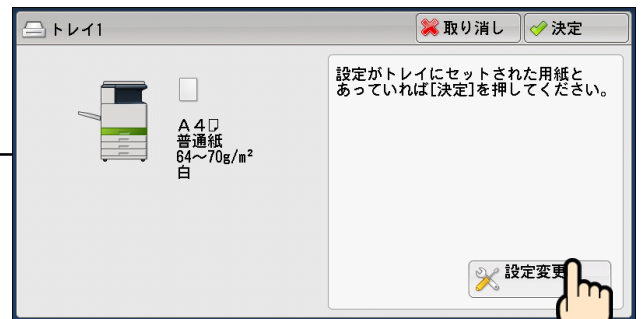 トレイ1
取り消し
決定
設定がトレイにセットされた用紙と
あっていれば[決定]を押してください。
A4
普通紙
64～70g/m²
白
設定変更